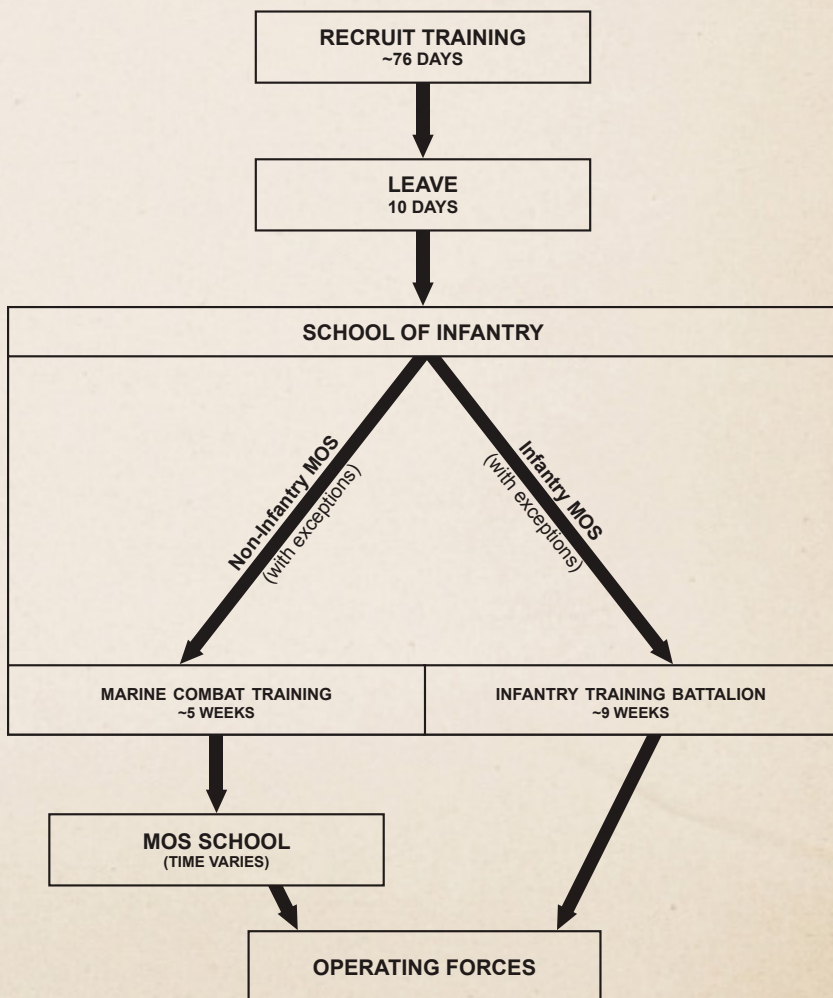 RECRUIT TRAINING
~76 DAYS
LEAVE
10 DAYS
SCHOOL OF INFANTRY
Non-Infantry MOS
(with exceptions)
Infantry MOS
(with exceptions)
MARINE COMBAT TRAINING
~5 WEEKS
INFANTRY TRAINING BATTALION
~9 WEEKS
MOS SCHOOL
(TIME VARIES)
OPERATING FORCES